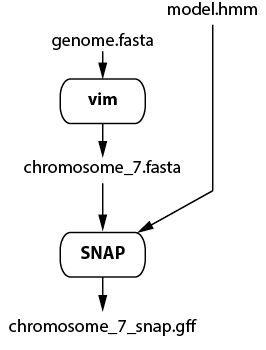 model.hmm
genome.fasta
vim
chromosome_7.fasta
SNAP
chromosome_7_snap.gff